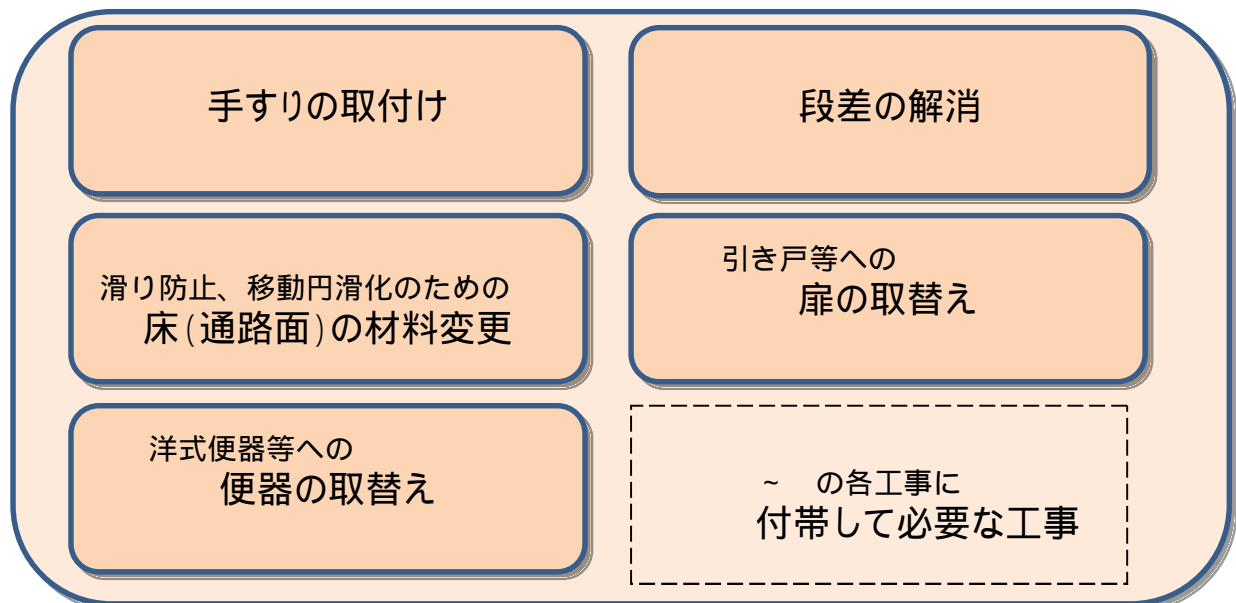 手すりの取付け
段差の解消
滑り防止、移動円滑化のための
床(通路面)の材料変更
引き戸等への
扉の取替え
洋式便器等への
便器の取替え
~　の各工事に
付帯して必要な工事